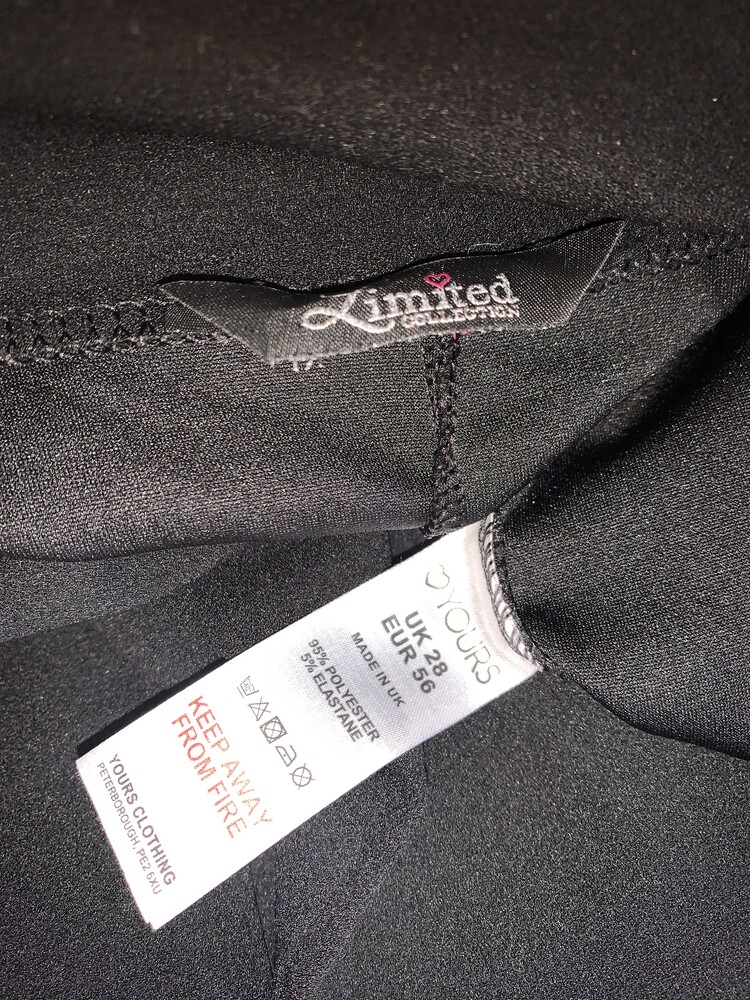 Limited
COLLECTION
YOURS
UK 28
EUR 56
MADE IN UK
95% POLYESTER
5% ELASTANE
KEEP AWAY
FROM FIRE
YOURS CLOTHING
PETERBOROUGH, PE2 6XU